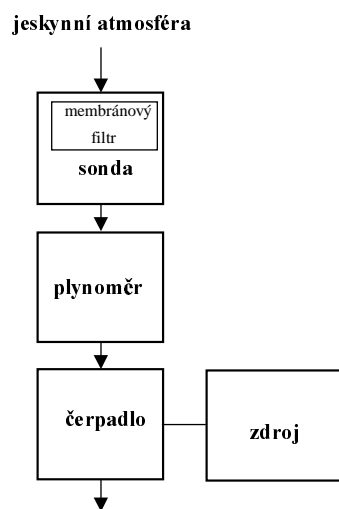 jeskynní atmosféra
membránový
filtr
sonda
plynoměr
čerpadlo
zdroj